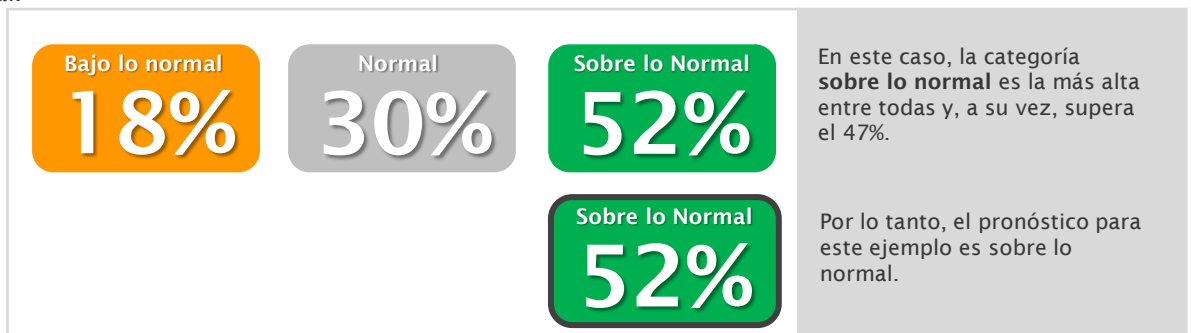 Bajo lo normal
18%
Normal
30%
Sobre lo Normal
52%
En este caso, la categoría
sobre lo normal es la más alta
entre todas y, a su vez, supera
el 47%.
Sobre lo Normal
52%
Por lo tanto, el pronóstico para
este ejemplo es sobre lo
normal.